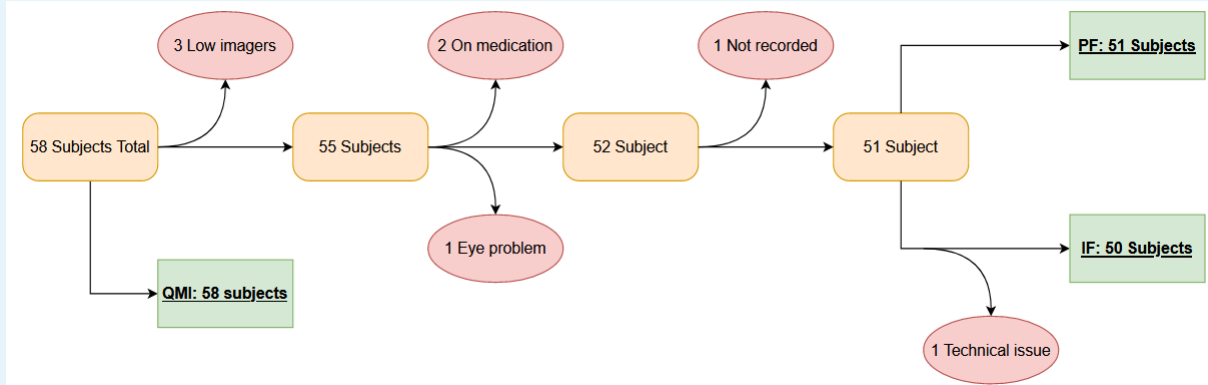 3 Low imagers
2 On medication
1 Not recorded
PF: 51 Subjects
58 Subjects Total
55 Subjects
52 Subject
51 Subject
1 Eye problem
IF: 50 Subjects
QMI: 58 subjects
1 Technical issue